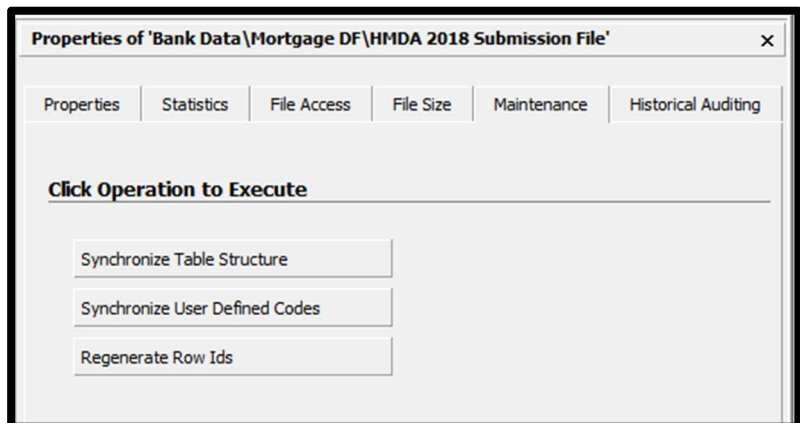 Properties of 'Bank Data\Mortgage DF\HMDA 2018 Submission File'
Properties Statistics File Access File Size Maintenance Historical Auditing
Click Operation to Execute
Synchronize Table Structure
Synchronize User Defined Codes
Regenerate Row Ids